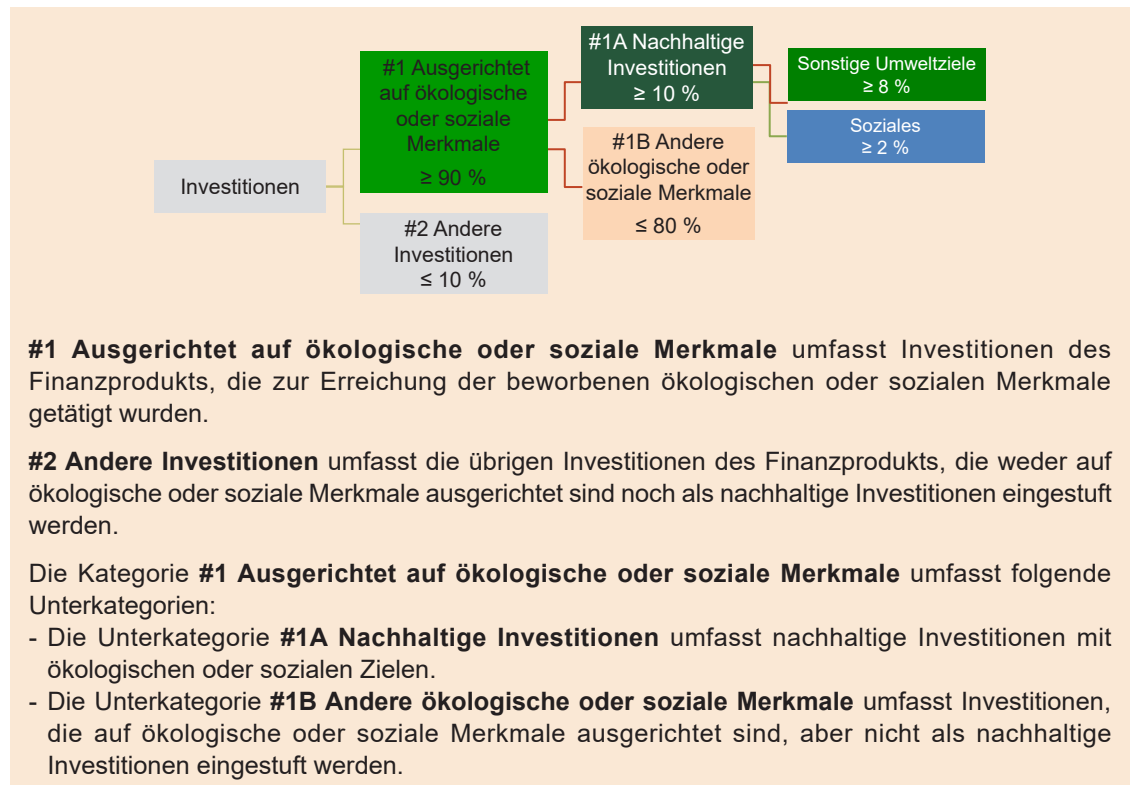 Investitionen
#1 Ausgerichtet
auf ökologische
oder soziale
Merkmale
≥ 90 %
#2 Andere
Investitionen
≤ 10 %
#1A Nachhaltige
Investitionen
≥ 10 %
#1B Andere
ökologische oder
soziale Merkmale
≤ 80 %
Sonstige Umweltziele
≥ 8 %
Soziales
≥ 2 %
#1 Ausgerichtet auf ökologische oder soziale Merkmale umfasst Investitionen des
Finanzprodukts, die zur Erreichung der beworbenen ökologischen oder sozialen Merkmale
getätigt wurden.
#2 Andere Investitionen umfasst die übrigen Investitionen des Finanzprodukts, die weder auf
ökologische oder soziale Merkmale ausgerichtet sind noch als nachhaltige Investitionen eingestuft
werden.
Die Kategorie #1 Ausgerichtet auf ökologische oder soziale Merkmale umfasst folgende
Unterkategorien:
- Die Unterkategorie #1A Nachhaltige Investitionen umfasst nachhaltige Investitionen mit
ökologischen oder sozialen Zielen.
- Die Unterkategorie #1B Andere ökologische oder soziale Merkmale umfasst Investitionen,
die auf ökologische oder soziale Merkmale ausgerichtet sind, aber nicht als nachhaltige
Investitionen eingestuft werden.